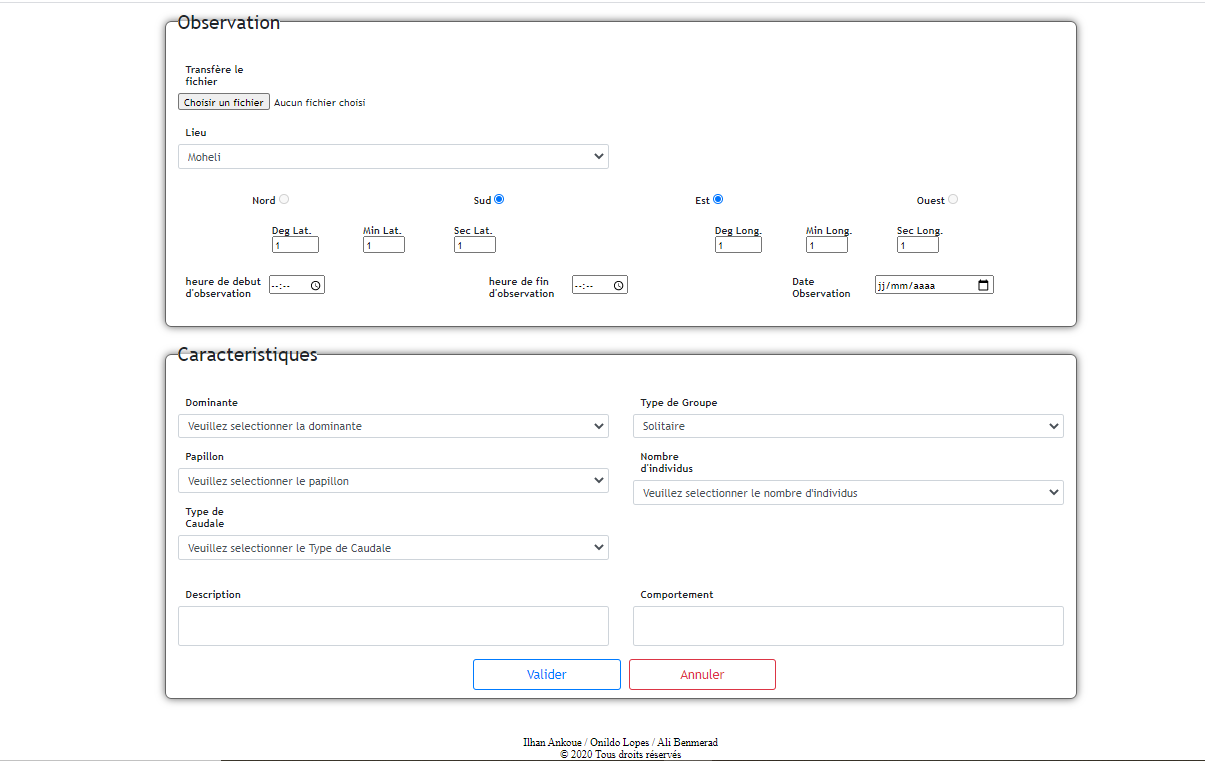 Observation
Transfère le
fichier
Choisir un fichier Aucun fichier choisi
Lieu
Moheli
Nord Sud Est Ouest
Deg Lat. Min Lat. Sec Lat. Deg Long. Min Long. Sec Long.
1 1 1 1 1 1
heure de debut --:-- heure de fin --:-- Date jj/mm/aaaa
d'observation d'observation Observation
Caracteristiques
Dominante Type de Groupe
Veuillez selectionner la dominante Solitaire
Papillon Nombre
d'individus
Veuillez selectionner le papillon Veuillez selectionner le nombre d'individus
Type de
Caudale
Veuillez selectionner le Type de Caudale
Description Comportement
Valider Annuler
Ilhan Ankoue / Onildo Lopes / Ali Benmerad
© 2020 Tous droits réservés